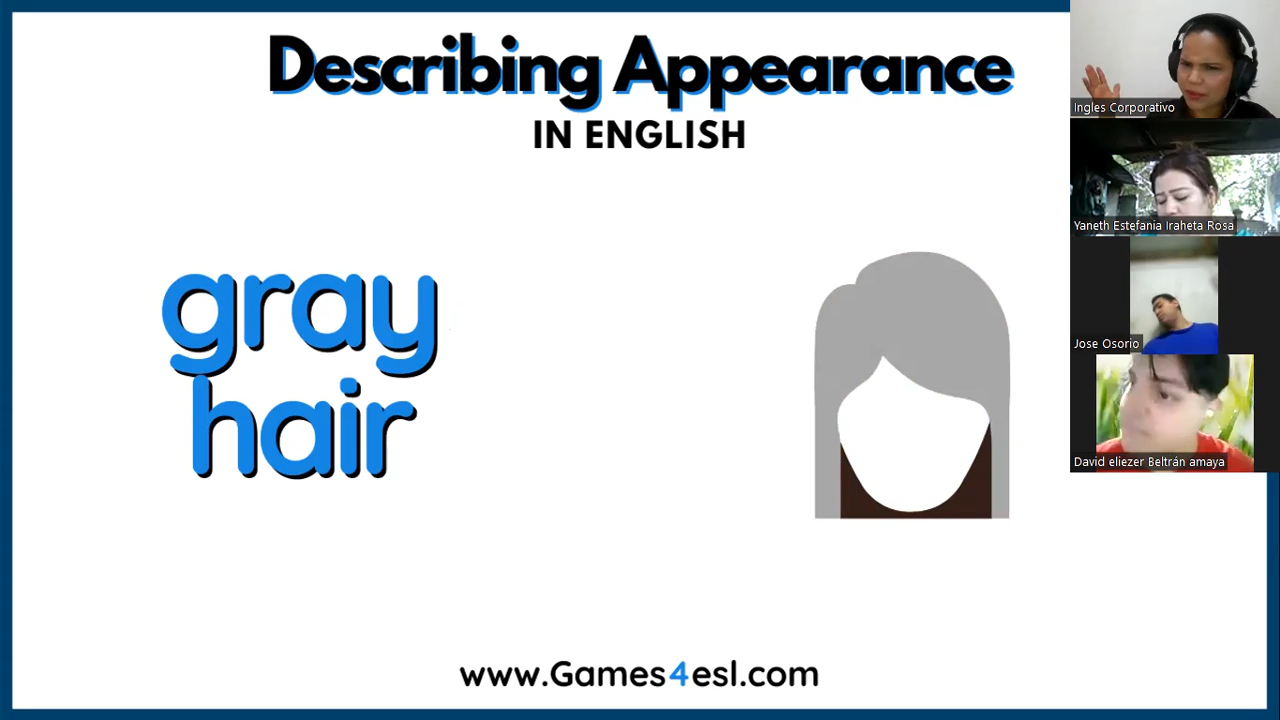 Describing Appearance
IN ENGLISH
gray
hair
www.Games4esl.com
Ingles Corporativo
Yaneth Estefania Iraheta Rosa
Jose Osorio
David eliezer Beltrán amaya